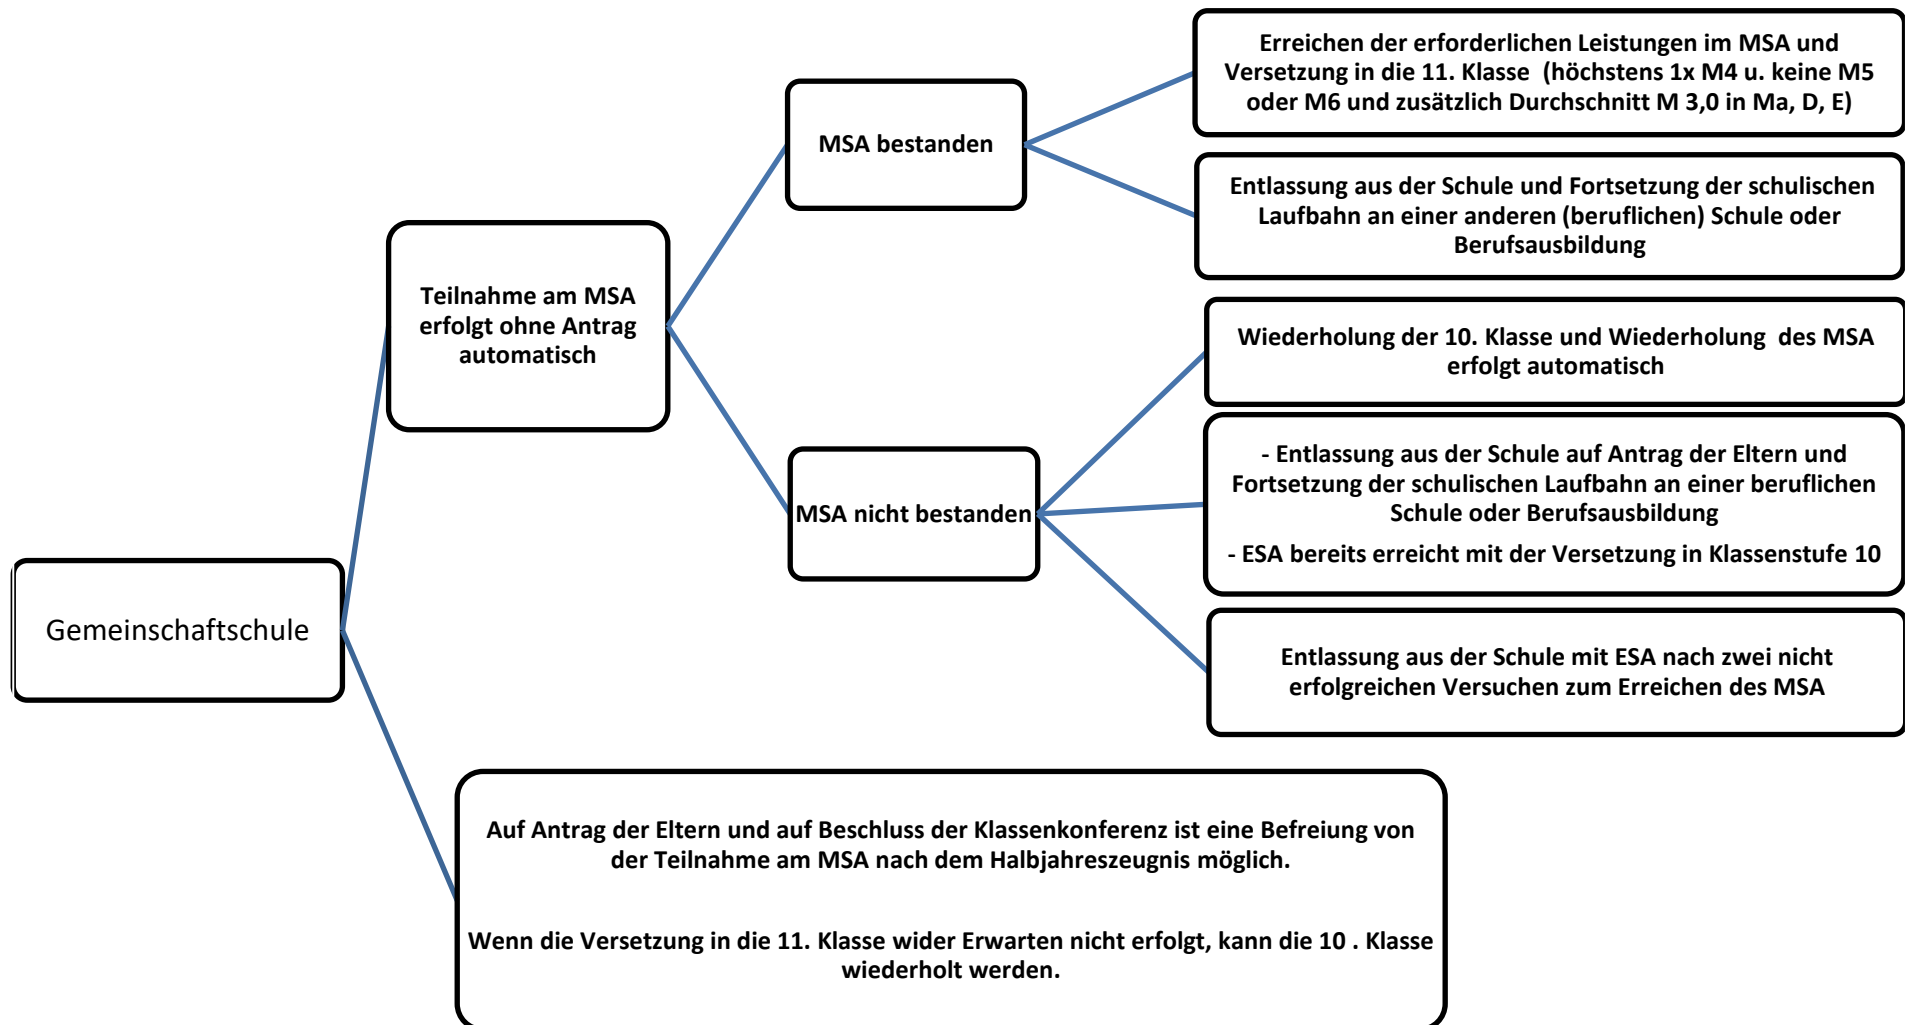 Gemeinschaftschule
Teilnahme am MSA
erfolgt ohne Antrag
automatisch
MSA bestanden
Erreichen der erforderlichen Leistungen im MSA und
Versetzung in die 11. Klasse (höchstens 1x M4 u. keine M5
oder M6 und zusätzlich Durchschnitt M 3,0 in Ma, D, E)
Entlassung aus der Schule und Fortsetzung der schulischen
Laufbahn an einer anderen (beruflichen) Schule oder
Berufsausbildung
MSA nicht bestanden
Wiederholung der 10. Klasse und Wiederholung des MSA
erfolgt automatisch
- Entlassung aus der Schule auf Antrag der Eltern und
Fortsetzung der schulischen Laufbahn an einer beruflichen
Schule oder Berufsausbildung
- ESA bereits erreicht mit der Versetzung in Klassenstufe 10
Entlassung aus der Schule mit ESA nach zwei nicht
erfolgreichen Versuchen zum Erreichen des MSA
Auf Antrag der Eltern und auf Beschluss der Klassenkonferenz ist eine Befreiung von
der Teilnahme am MSA nach dem Halbjahreszeugnis möglich.
Wenn die Versetzung in die 11. Klasse wider Erwarten nicht erfolgt, kann die 10 . Klasse
wiederholt werden.